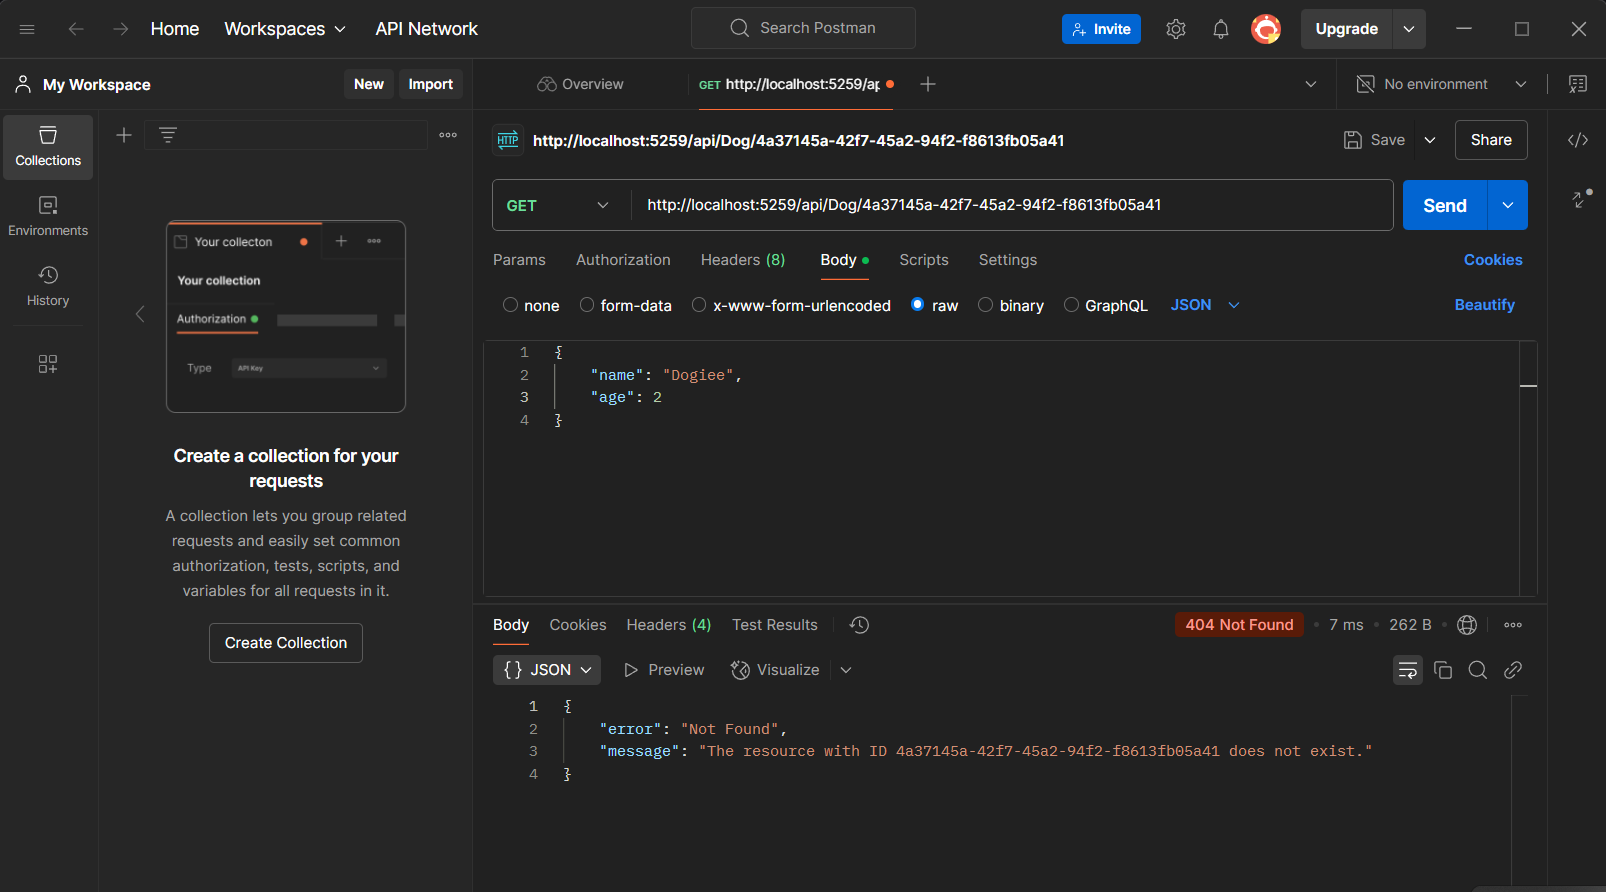 Home Workspaces API Network Search Postman Invite Upgrade
My Workspace New Import Overview GET http://localhost:5259/ap No environment
Collections
Environments
History
Your collecton
Your collection
Authorization
Type API Key
Create a collection for your
requests
A collection lets you group related
requests and easily set common
authorization, tests, scripts, and
variables for all requests in it.
Create Collection
HTTP http://localhost:5259/api/Dog/4a37145a-42f7-45a2-94f2-f8613fb05a41 Save Share
GET http://localhost:5259/api/Dog/4a37145a-42f7-45a2-94f2-f8613fb05a41 Send
Params Authorization Headers (8) Body Scripts Settings Cookies
none form-data x-www-form-urlencoded raw binary GraphQL JSON Beautify
1 {
2 "name": "Dogiee",
3 "age": 2
4 }
Body Cookies Headers (4) Test Results 404 Not Found 7 ms 262 B
{} JSON Preview Visualize
1 {
2 "error": "Not Found",
3 "message": "The resource with ID 4a37145a-42f7-45a2-94f2-f8613fb05a41 does not exist."
4 }